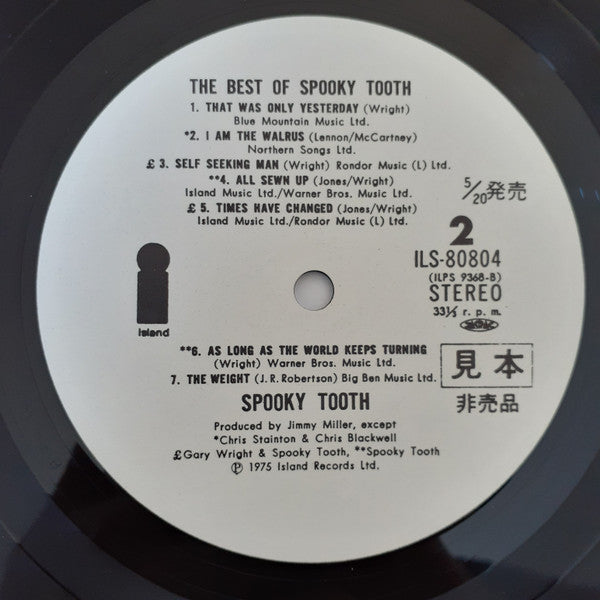 THE BEST OF SPOOKY TOOTH
1. THAT WAS ONLY YESTERDAY (Wright)
Blue Mountain Music Ltd.
*2. I AM THE WALRUS (Lennon/McCartney)
Northern Songs Ltd.
£ 3. SELF SEEKING MAN (Wright) Rondor Music (L) Ltd.
**4. ALL SEWN UP (Jones/Wright)
Island Music Ltd./Warner Bros. Music Ltd.
£ 5. TIMES HAVE CHANGED (Jones/Wright)
Island Music Ltd./Rondor Music (L) Ltd.
5/20発売
2
ILS-80804
(ILPS 9368-B)
STEREO
33⅓ r. p. m.
Island
**6. AS LONG AS THE WORLD KEEPS TURNING
(Wright) Warner Bros. Music Ltd.
7. THE WEIGHT (J. R. Robertson) Big Ben Music Ltd.
見本
非売品
SPOOKY TOOTH
Produced by Jimmy Miller, except
*Chris Stainton & Chris Blackwell
£Gary Wright & Spooky Tooth, **Spooky Tooth
Ⓟ 1975 Island Records Ltd.